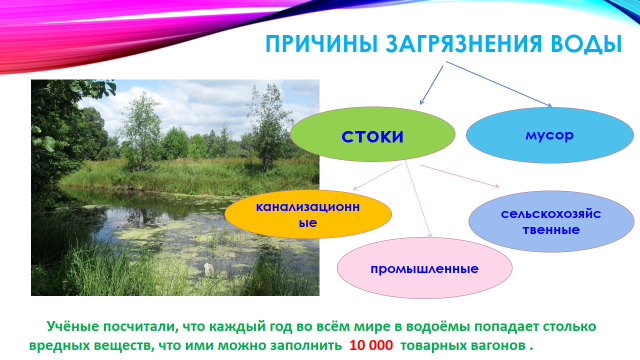 ПРИЧИНЫ ЗАГРЯЗНЕНИЯ ВОДЫ
стоки
мусор
канализационн
ые
сельскохозяйс
твенные
промышленные
Учёные посчитали, что каждый год во всём мире в водоёмы попадает столько
вредных веществ, что ими можно заполнить 10 000 товарных вагонов .